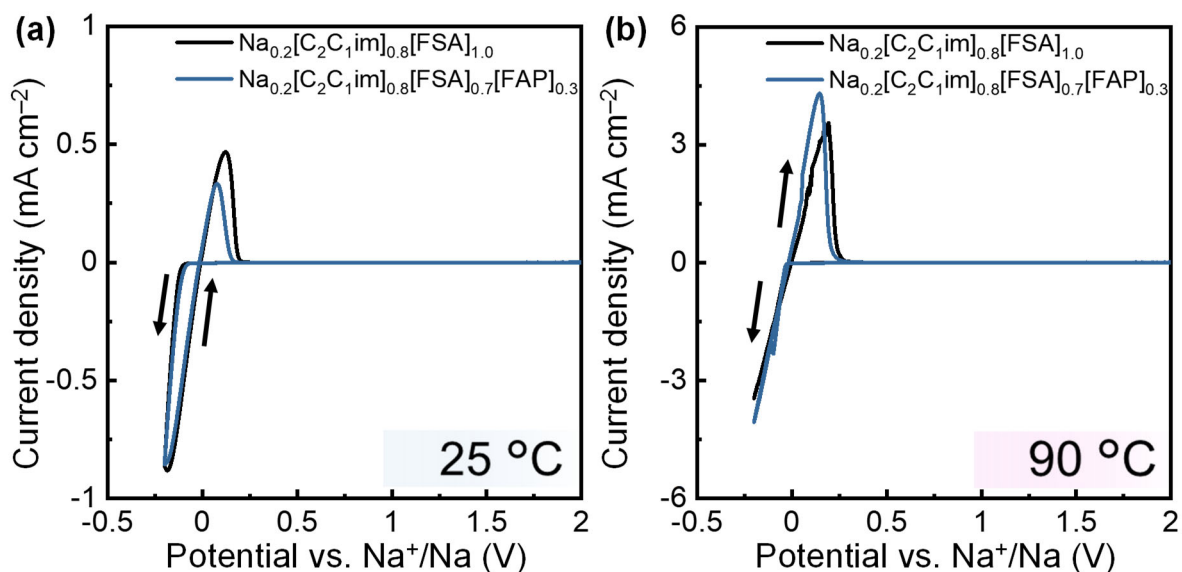 (a)
Na₀.₂[C₂C₁im]₀.₈[FSA]₁.₀
Na₀.₂[C₂C₁im]₀.₈[FSA]₀.₇[FAP]₀.₃
Current density (mA cm⁻²)
1
0.5
0
-0.5
-1
25 °C
-0.5
0
0.5
1
1.5
2
Potential vs. Na⁺/Na (V)
(b)
Na₀.₂[C₂C₁im]₀.₈[FSA]₁.₀
Na₀.₂[C₂C₁im]₀.₈[FSA]₀.₇[FAP]₀.₃
Current density (mA cm⁻²)
6
3
0
-3
-6
90 °C
-0.5
0
0.5
1
1.5
2
Potential vs. Na⁺/Na (V)